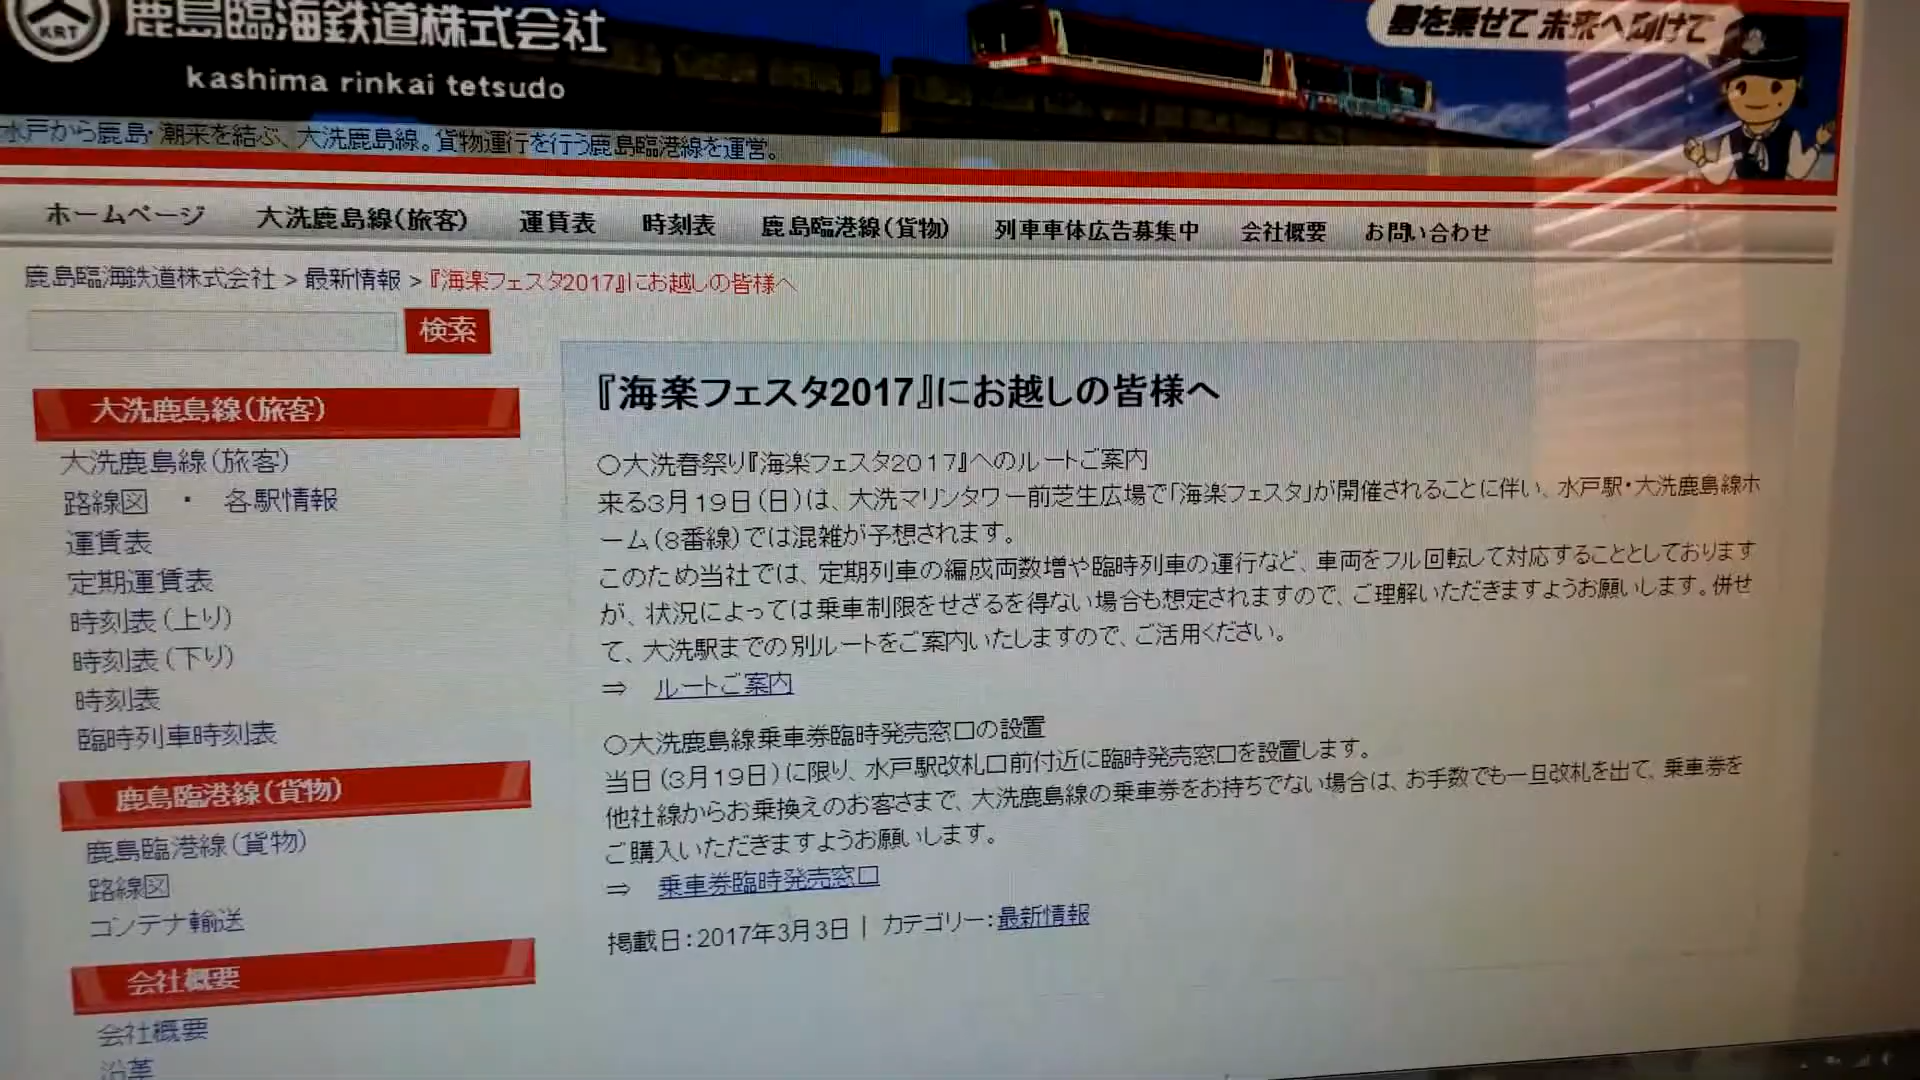 KRT
鹿島臨海鉄道株式会社
kashima rinkai tetsudo
夢を乗せて 未来へ向けて
水戸から鹿島・潮来を結ぶ、大洗鹿島線。貨物運行を行う鹿島臨港線を運営。
ホームページ 大洗鹿島線(旅客) 運賃表 時刻表 鹿島臨港線(貨物) 列車車体広告募集中 会社概要 お問い合わせ
鹿島臨海鉄道株式会社 > 最新情報 > 『海楽フェスタ2017』にお越しの皆様へ
検索
大洗鹿島線(旅客)
大洗鹿島線(旅客)
路線図 ・ 各駅情報
運賃表
定期運賃表
時刻表(上り)
時刻表(下り)
時刻表
臨時列車時刻表
鹿島臨港線(貨物)
鹿島臨港線(貨物)
路線図
コンテナ輸送
会社概要
会社概要
沿革
『海楽フェスタ2017』にお越しの皆様へ
○大洗春祭り『海楽フェスタ2017』へのルートご案内
来る3月19日(日)は、大洗マリンタワー前芝生広場で「海楽フェスタ」が開催されることに伴い、水戸駅・大洗鹿島線ホ
ーム(8番線)では混雑が予想されます。
このため当社では、定期列車の編成両数増や臨時列車の運行など、車両をフル回転して対応することとしております
が、状況によっては乗車制限をせざるを得ない場合も想定されますので、ご理解いただきますようお願いします。併せ
て、大洗駅までの別ルートをご案内いたしますので、ご活用ください。
⇒ ルートご案内
○大洗鹿島線乗車券臨時発売窓口の設置
当日(3月19日)に限り、水戸駅改札口前付近に臨時発売窓口を設置します。
他社線からお乗換えのお客さまで、大洗鹿島線の乗車券をお持ちでない場合は、お手数でも一旦改札を出て、乗車券を
ご購入いただきますようお願いします。
⇒ 乗車券臨時発売窓口
掲載日:2017年3月3日 | カテゴリー:最新情報